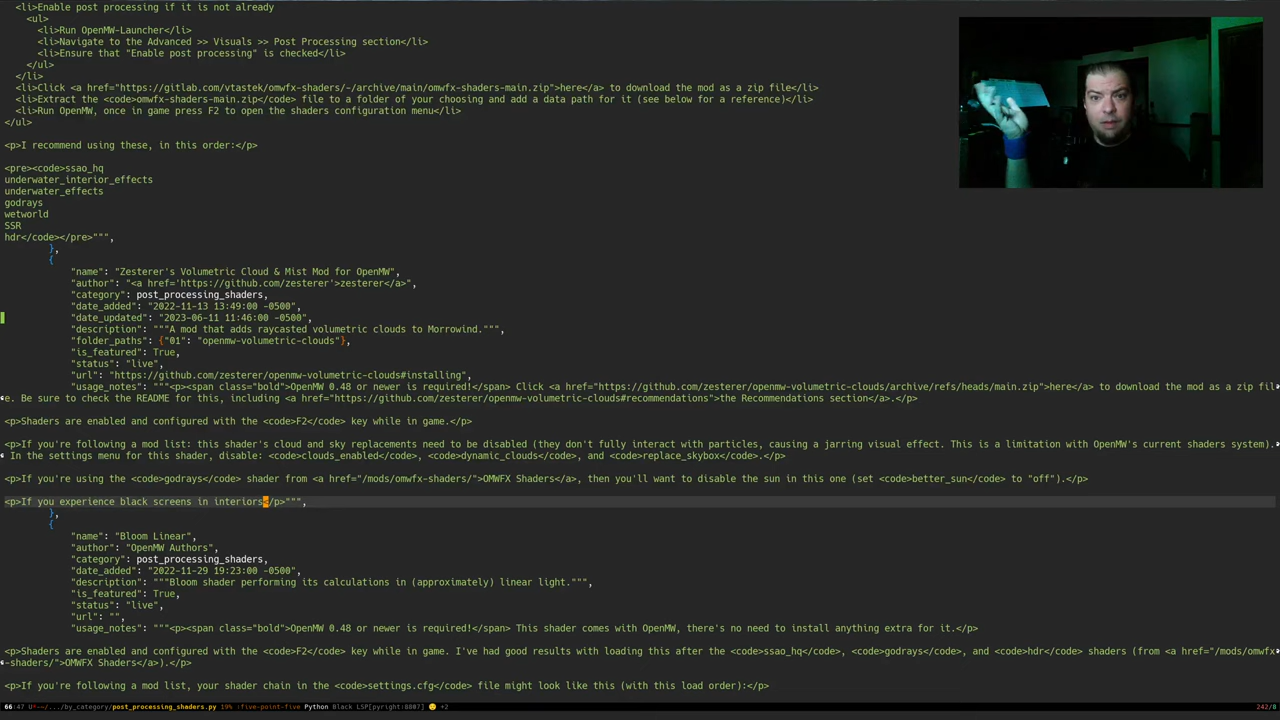 <li>Enable post processing if it is not already
<ul>
<li>Run OpenMW-Launcher</li>
<li>Navigate to the Advanced >> Visuals >> Post Processing section</li>
<li>Ensure that "Enable post processing" is checked</li>
</ul>
</li>
<li>Click <a href="https://gitlab.com/vtastek/omwfx-shaders/-/archive/main/omwfx-shaders-main.zip">here</a> to download the mod as a zip file</li>
<li>Extract the <code>omwfx-shaders-main.zip</code> file to a folder of your choosing and add a data path for it (see below for a reference)</li>
<li>Run OpenMW, once in game press F2 to open the shaders configuration menu</li>
</ul>
<p>I recommend using these, in this order:</p>
<pre><code>ssao_hq
underwater_interior_effects
underwater_effects
godrays
wetworld
SSR
hdr</code></pre>""",
},
{
"name": "Zesterer's Volumetric Cloud & Mist Mod for OpenMW",
"author": "<a href='https://github.com/zesterer'>zesterer</a>",
"category": post_processing_shaders,
"date_added": "2022-11-13 13:49:00 -0500",
"date_updated": "2023-06-11 11:46:00 -0500",
"description": """A mod that adds raycasted volumetric clouds to Morrowind.""",
"folder_paths": {"01": "openmw-volumetric-clouds"},
"is_featured": True,
"status": "live",
"url": "https://github.com/zesterer/openmw-volumetric-clouds#installing",
"usage_notes": """<p><span class="bold">OpenMW 0.48 or newer is required!</span> Click <a href="https://github.com/zesterer/openmw-volumetric-clouds/archive/refs/heads/main.zip">here</a> to download the mod as a zip fil
e. Be sure to check the README for this, including <a href="https://github.com/zesterer/openmw-volumetric-clouds#recommendations">the Recommendations section</a>.</p>
<p>Shaders are enabled and configured with the <code>F2</code> key while in game.</p>
<p>If you're following a mod list: this shader's cloud and sky replacements need to be disabled (they don't fully interact with particles, causing a jarring visual effect. This is a limitation with OpenMW's current shaders system).
In the settings menu for this shader, disable: <code>clouds_enabled</code>, <code>dynamic_clouds</code>, and <code>replace_skybox</code>.</p>
<p>If you're using the <code>godrays</code> shader from <a href="/mods/omwfx-shaders/">OMWFX Shaders</a>, then you'll want to disable the sun in this one (set <code>better_sun</code> to "off").</p>
<p>If you experience black screens in interiors</p>""",
},
{
"name": "Bloom Linear",
"author": "OpenMW Authors",
"category": post_processing_shaders,
"date_added": "2022-11-29 19:23:00 -0500",
"description": """Bloom shader performing its calculations in (approximately) linear light.""",
"is_featured": True,
"status": "live",
"url": "",
"usage_notes": """<p><span class="bold">OpenMW 0.48 or newer is required!</span> This shader comes with OpenMW, there's no need to install anything extra for it.</p>
<p>Shaders are enabled and configured with the <code>F2</code> key while in game. I've had good results with loading this after the <code>ssao_hq</code>, <code>godrays</code>, and <code>hdr</code> shaders (from <a href="/mods/omwfx
-shaders/">OMWFX Shaders</a>).</p>
<p>If you're following a mod list, your shader chain in the <code>settings.cfg</code> file might look like this (with this load order):</p>
66:47 .../by_category/post_processing_shaders.py 19% :five-point-five Python Black LSP[pyright:8807] +2 242/8